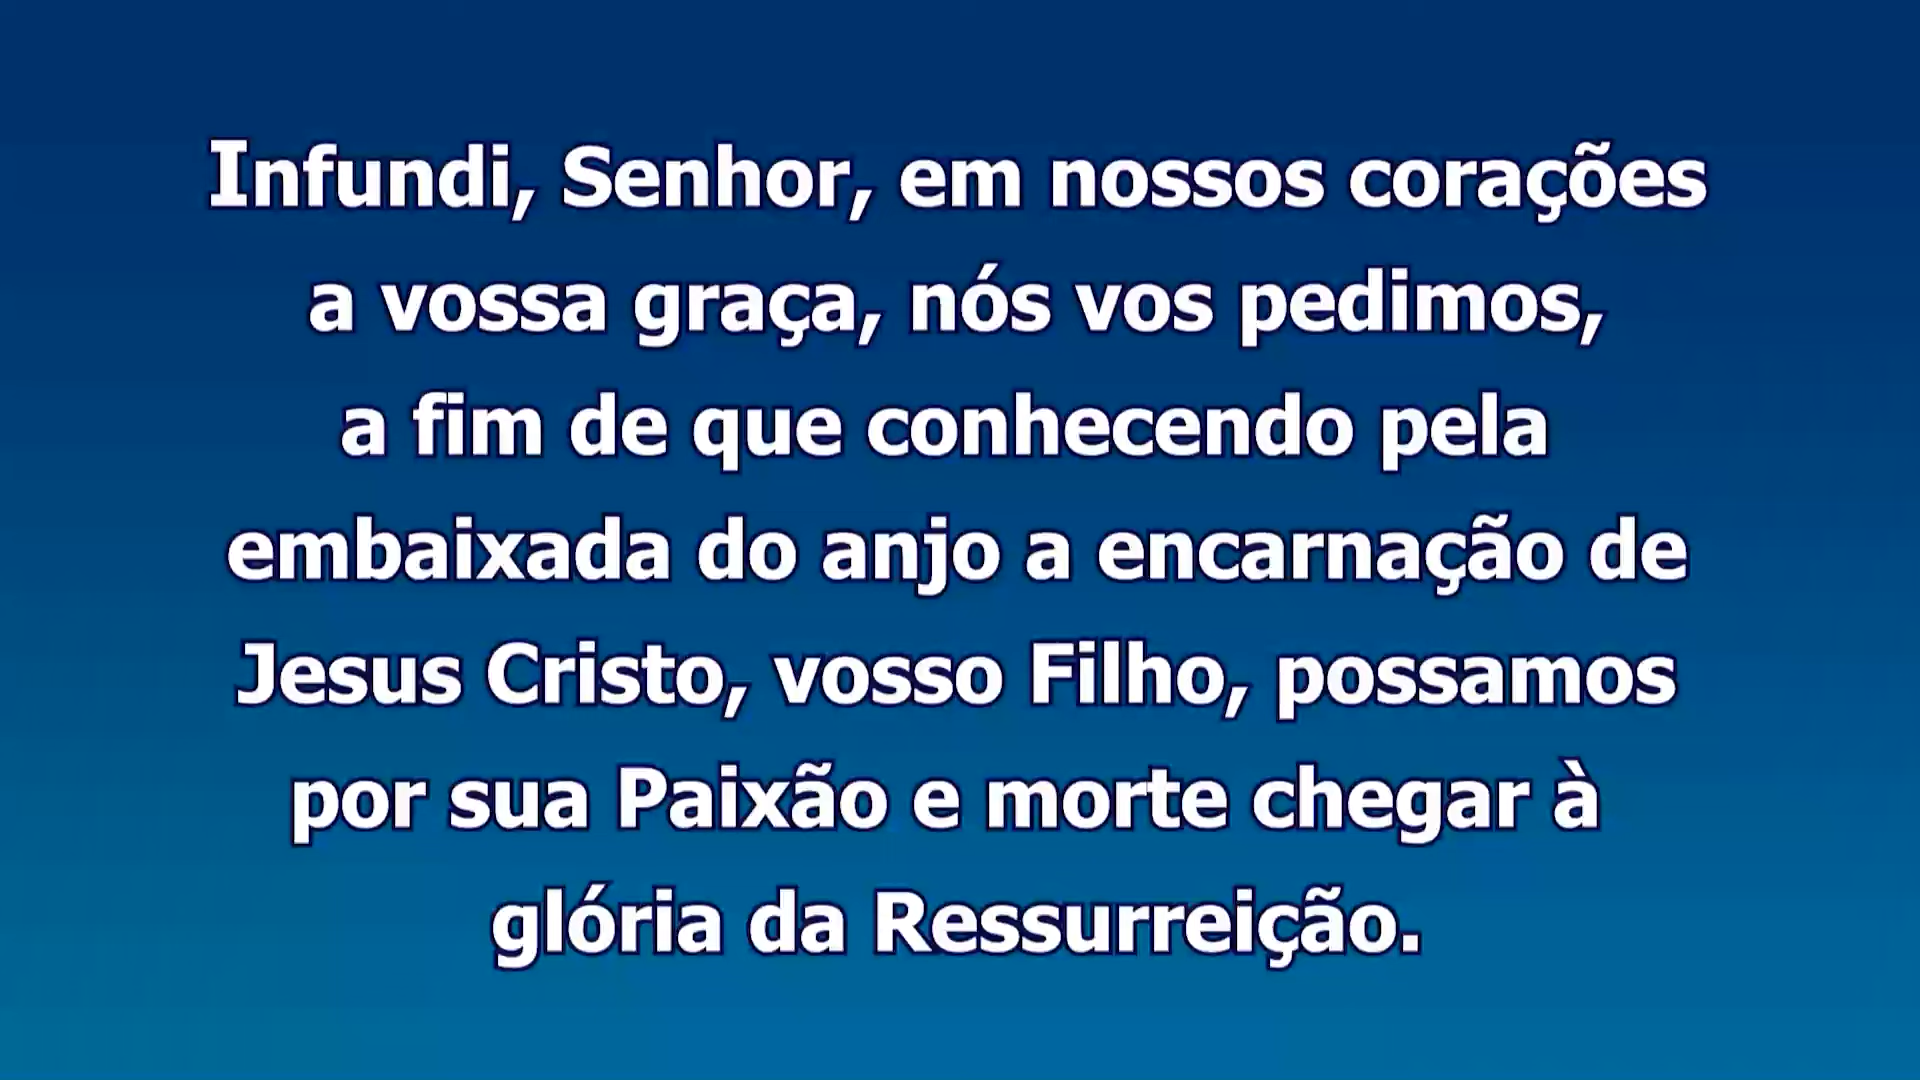 Infundi, Senhor, em nossos corações
a vossa graça, nós vos pedimos,
a fim de que conhecendo pela
embaixada do anjo a encarnação de
Jesus Cristo, vosso Filho, possamos
por sua Paixão e morte chegar à
glória da Ressurreição.